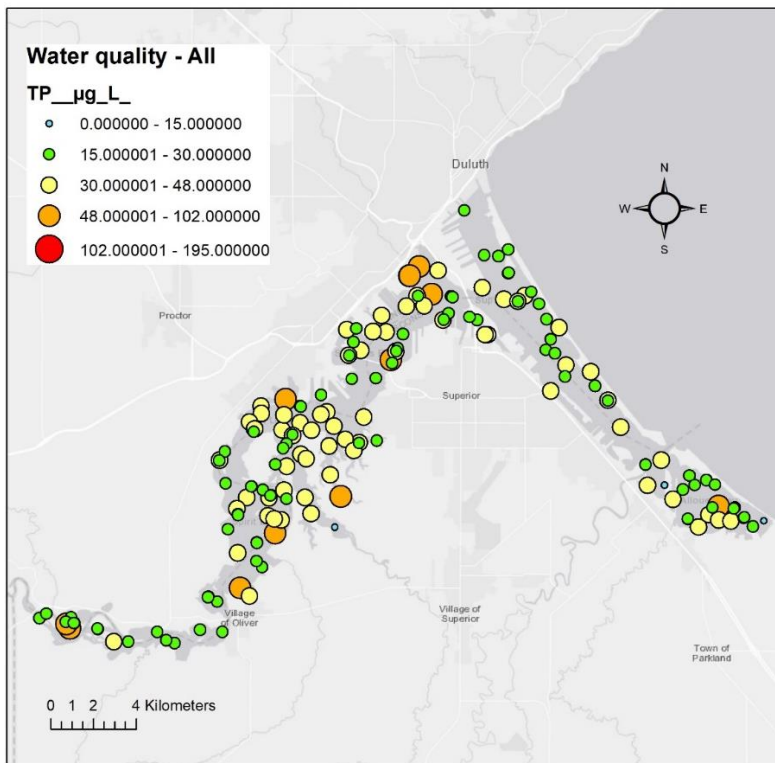 Water quality - All
TP__µg_L_
0.000000 - 15.000000
15.000001 - 30.000000
30.000001 - 48.000000
48.000001 - 102.000000
102.000001 - 195.000000
Duluth
N
W E
S
Proctor
Superior
Village
of Oliver
Village of
Superior
Town of
Parkland
0 1 2 4 Kilometers